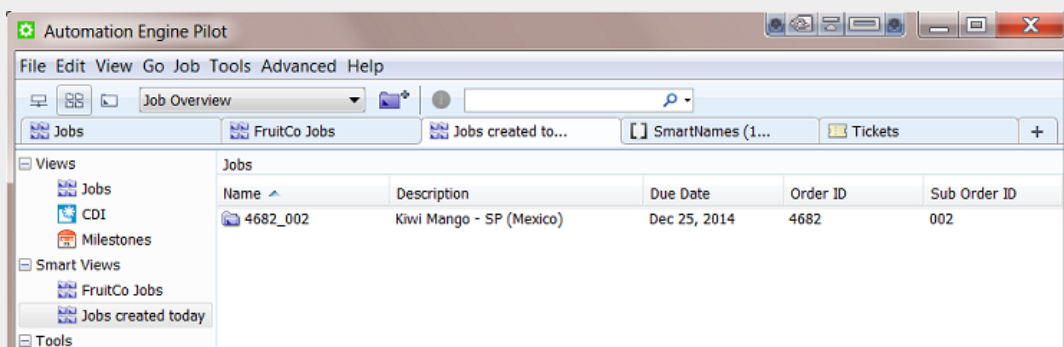 Automation Engine Pilot
File Edit View Go Job Tools Advanced Help
Job Overview
Jobs FruitCo Jobs Jobs created to... SmartNames (1... Tickets +
Views
Jobs
CDI
Milestones
Smart Views
FruitCo Jobs
Jobs created today
Tools
Jobs
Name Description Due Date Order ID Sub Order ID
4682_002 Kiwi Mango - SP (Mexico) Dec 25, 2014 4682 002